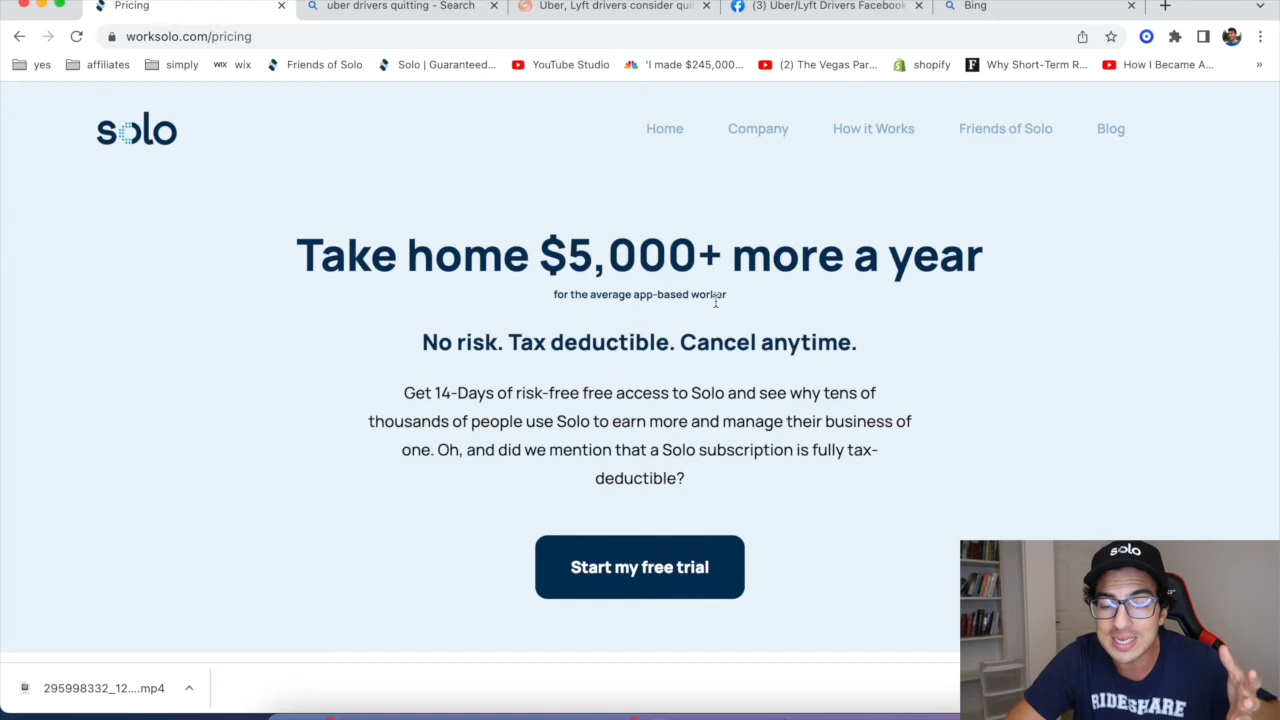 Pricing
uber drivers quitting - Search
Uber, Lyft drivers consider qui
(3) Uber/Lyft Drivers Facebook
Bing
worksolo.com/pricing
yes
affiliates
simply
WIX wix
Friends of Solo
Solo | Guaranteed...
YouTube Studio
'I made $245,000...
(2) The Vegas Par...
shopify
F Why Short-Term R...
How I Became A...
»
solo
Home
Company
How it Works
Friends of Solo
Blog
Take home $5,000+ more a year
for the average app-based worker
No risk. Tax deductible. Cancel anytime.
Get 14-Days of risk-free free access to Solo and see why tens of
thousands of people use Solo to earn more and manage their business of
one. Oh, and did we mention that a Solo subscription is fully tax-
deductible?
Start my free trial
295998332_12....mp4
solo
RIDESHARE